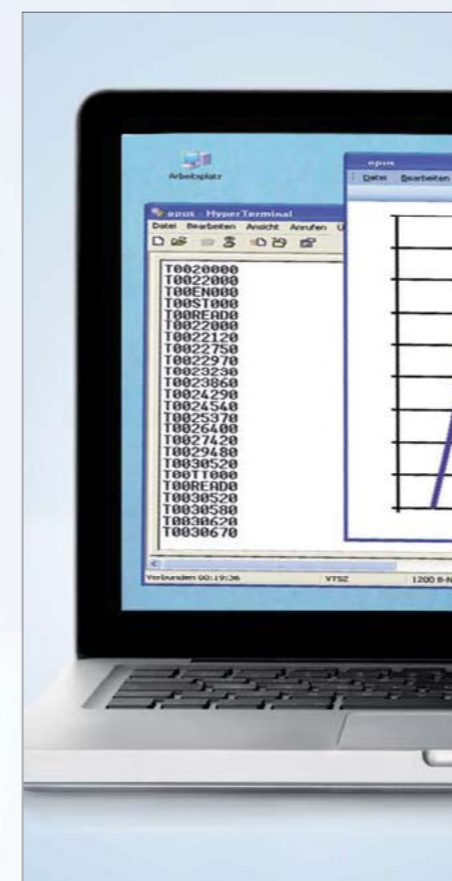 Arbeitsplatz
opus - HyperTerminal
Datei Bearbeiten Ansicht Anrufen Ü
T0020000
T0022000
T00EN000
T00ST000
T00READ0
T0022000
T0022120
T0022750
T0022970
T0023230
T0023860
T0024290
T0024540
T0025370
T0026400
T0027420
T0029480
T0030520
T00TT000
T00READ0
T0030520
T0030580
T0030620
T0030670
Verbunden 00:19:36 VT52 1200 8-N
opus
Datei Bearbeiten